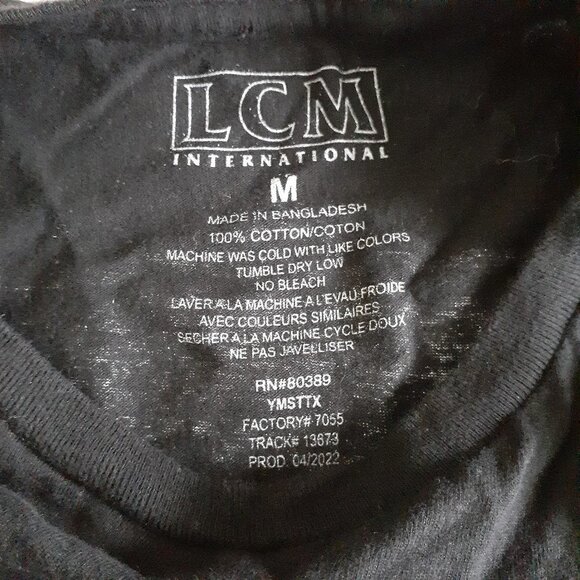 LCM
INTERNATIONAL
M
MADE IN BANGLADESH
100% COTTON/COTON
MACHINE WAS COLD WITH LIKE COLORS
TUMBLE DRY LOW
NO BLEACH
LAVER A LA MACHINE A L'EVAU FROIDE
AVEC COULEURS SIMILAIRES
SECHER A LA MACHINE CYCLE DOUX
NE PAS JAVELLISER
RN#80389
YMSTTX
FACTORY# 7055
TRACK# 13673
PROD. 04/2022